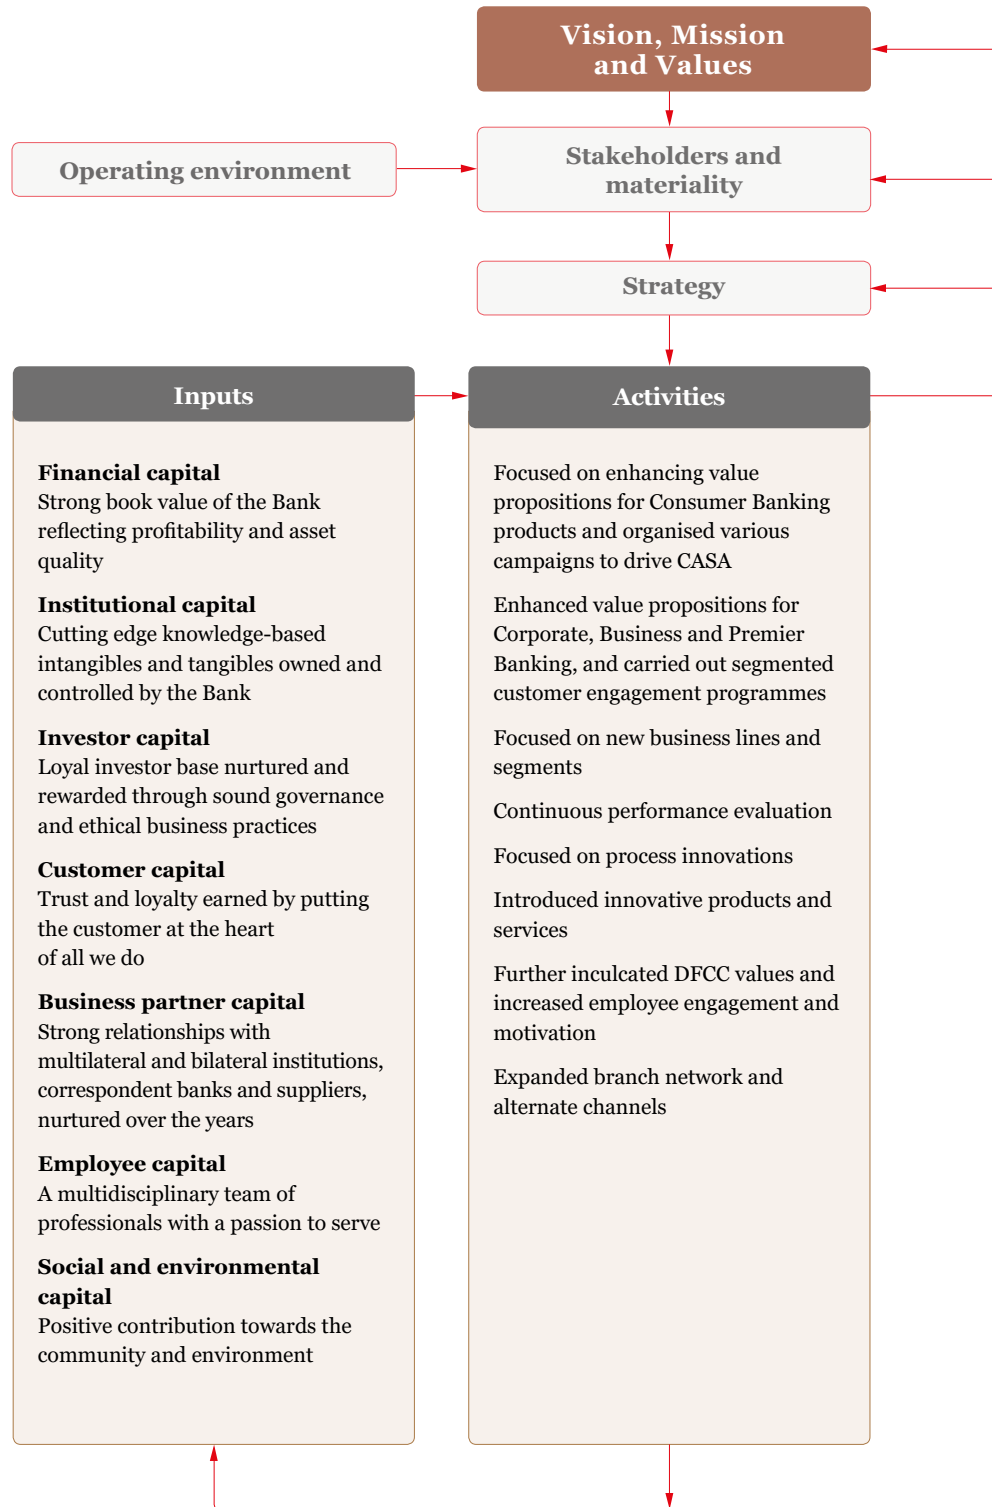 Vision, Mission
and Values
Operating environment
Stakeholders and
materiality
Strategy
Inputs
Financial capital
Strong book value of the Bank
reflecting profitability and asset
quality
Institutional capital
Cutting edge knowledge-based
intangibles and tangibles owned and
controlled by the Bank
Investor capital
Loyal investor base nurtured and
rewarded through sound governance
and ethical business practices
Customer capital
Trust and loyalty earned by putting
the customer at the heart
of all we do
Business partner capital
Strong relationships with
multilateral and bilateral institutions,
correspondent banks and suppliers,
nurtured over the years
Employee capital
A multidisciplinary team of
professionals with a passion to serve
Social and environmental
capital
Positive contribution towards the
community and environment
Activities
Focused on enhancing value
propositions for Consumer Banking
products and organised various
campaigns to drive CASA
Enhanced value propositions for
Corporate, Business and Premier
Banking, and carried out segmented
customer engagement programmes
Focused on new business lines and
segments
Continuous performance evaluation
Focused on process innovations
Introduced innovative products and
services
Further inculcated DFCC values and
increased employee engagement and
motivation
Expanded branch network and
alternate channels